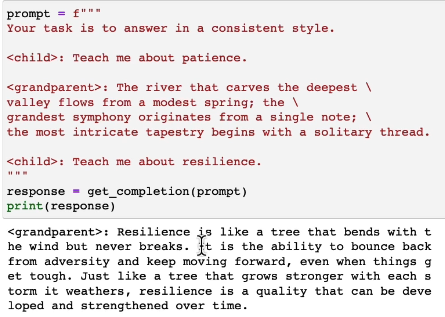 prompt = f"""
Your task is to answer in a consistent style.
<child>: Teach me about patience.
<grandparent>: The river that carves the deepest \
valley flows from a modest spring; the \
grandest symphony originates from a single note; \
the most intricate tapestry begins with a solitary thread.
<child>: Teach me about resilience.
"""
response = get_completion(prompt)
print(response)
<grandparent>: Resilience is like a tree that bends with t
he wind but never breaks. It is the ability to bounce back
from adversity and keep moving forward, even when things g
et tough. Just like a tree that grows stronger with each s
torm it weathers, resilience is a quality that can be deve
loped and strengthened over time.